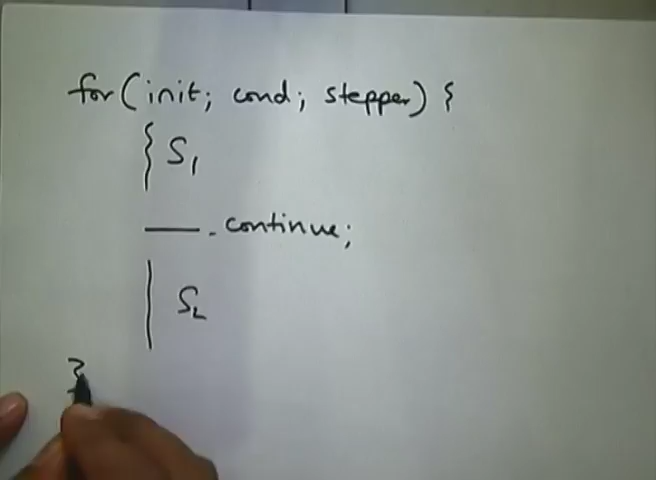 for (init; cond; stepper) {
{ S1
—— . continue;
| S2
}